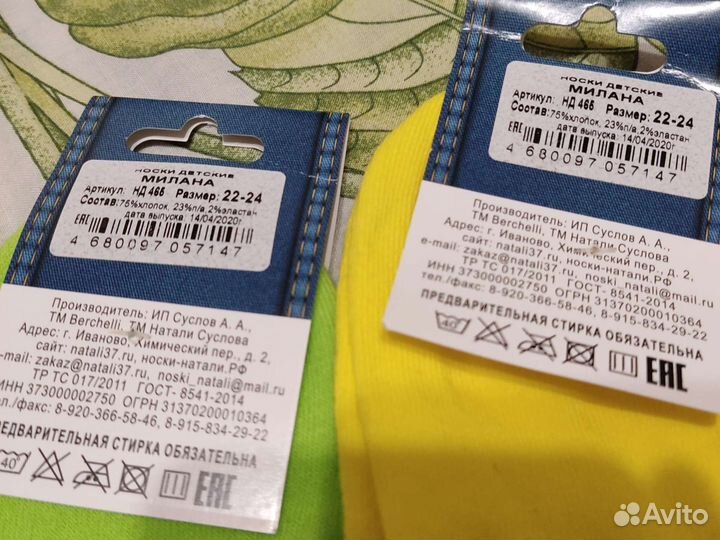 НОСКИ ДЕТСКИЕ
МИЛАНА
Артикул: НД 466 Размер: 22-24
Состав:75%хлопок, 23%п/а,2%эластан
дата выпуска: 14/04/2020г
EAC
4 680097 057147
Производитель: ИП Суслов А. А.,
ТМ Berchelli, ТМ Натали Суслова
Адрес: г. Иваново, Химический пер., д. 2,
сайт: natali37.ru, носки-натали.РФ
e-mail: zakaz@natali37.ru, noski_natali@mail.ru
ТР ТС 017/2011 ГОСТ- 8541-2014
ИНН 373000002750 ОГРН 313702000010364
тел./факс: 8-920-366-58-46, 8-915-834-29-22
ПРЕДВАРИТЕЛЬНАЯ СТИРКА ОБЯЗАТЕЛЬНА
40° EAC
НОСКИ ДЕТСКИЕ
МИЛАНА
Артикул: НД 466 Размер: 22-24
Состав:75%хлопок, 23%п/а,2%эластан
дата выпуска: 14/04/2020г
EAC
4 680097 057147
Производитель: ИП Суслов А. А.,
ТМ Berchelli, ТМ Натали Суслова
Адрес: г. Иваново, Химический пер., д. 2,
сайт: natali37.ru, носки-натали.РФ
e-mail: zakaz@natali37.ru, noski_natali@mail.ru
ТР ТС 017/2011 ГОСТ- 8541-2014
ИНН 373000002750 ОГРН 313702000010364
тел./факс: 8-920-366-58-46, 8-915-834-29-22
ПРЕДВАРИТЕЛЬНАЯ СТИРКА ОБЯЗАТЕЛЬНА
40° EAC
Avito